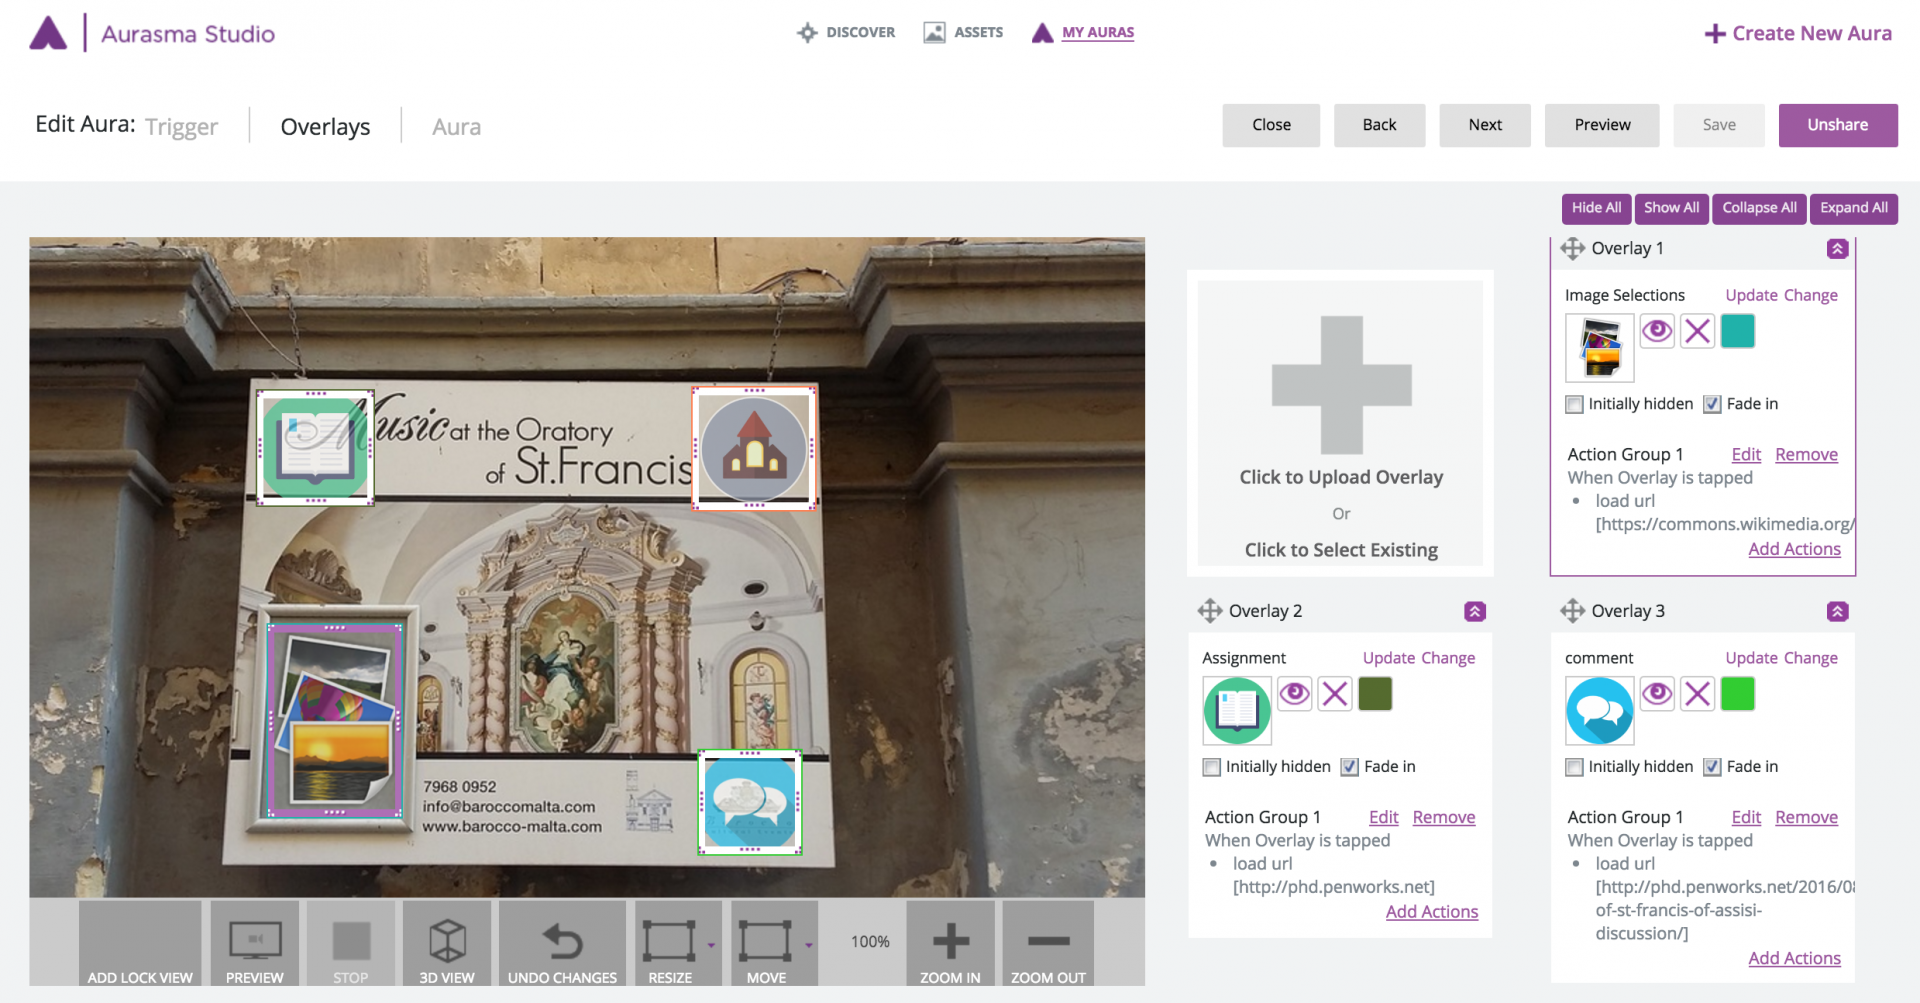 Aurasma Studio
DISCOVER
ASSETS
MY AURAS
Create New Aura
Edit Aura: Trigger
Overlays
Aura
Close
Back
Next
Preview
Save
Unshare
Hide All
Show All
Collapse All
Expand All
Music at the Oratory
of St.Francis
7968 0952
info@baroccomalta.com
www.barocco-malta.com
ADD LOCK VIEW
PREVIEW
STOP
3D VIEW
UNDO CHANGES
RESIZE
MOVE
100%
ZOOM IN
ZOOM OUT
Click to Upload Overlay
Or
Click to Select Existing
Overlay 1
Image Selections
Update Change
Initially hidden
Fade in
Action Group 1
Edit Remove
When Overlay is tapped
load url
[https://commons.wikimedia.org/
Add Actions
Overlay 2
Assignment
Update Change
Initially hidden
Fade in
Action Group 1
Edit Remove
When Overlay is tapped
load url
[http://phd.penworks.net]
Add Actions
Overlay 3
comment
Update Change
Initially hidden
Fade in
Action Group 1
Edit Remove
When Overlay is tapped
load url
[http://phd.penworks.net/2016/08
of-st-francis-of-assisi-
discussion/]
Add Actions